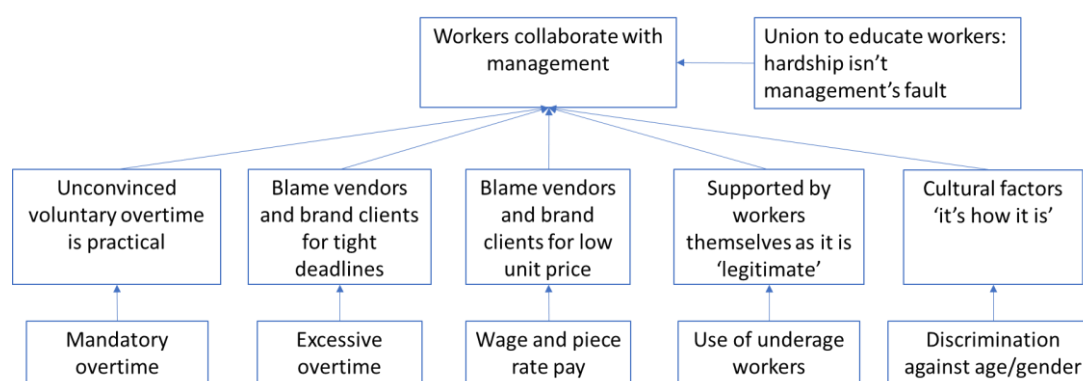 Workers collaborate with
management
Union to educate workers:
hardship isn't
management's fault
Unconvinced
voluntary overtime
is practical
Blame vendors
and brand clients
for tight
deadlines
Blame vendors
and brand
clients for low
unit price
Supported by
workers
themselves as it is
‘legitimate’
Cultural factors
‘it’s how it is’
Mandatory
overtime
Excessive
overtime
Wage and piece
rate pay
Use of underage
workers
Discrimination
against age/gender